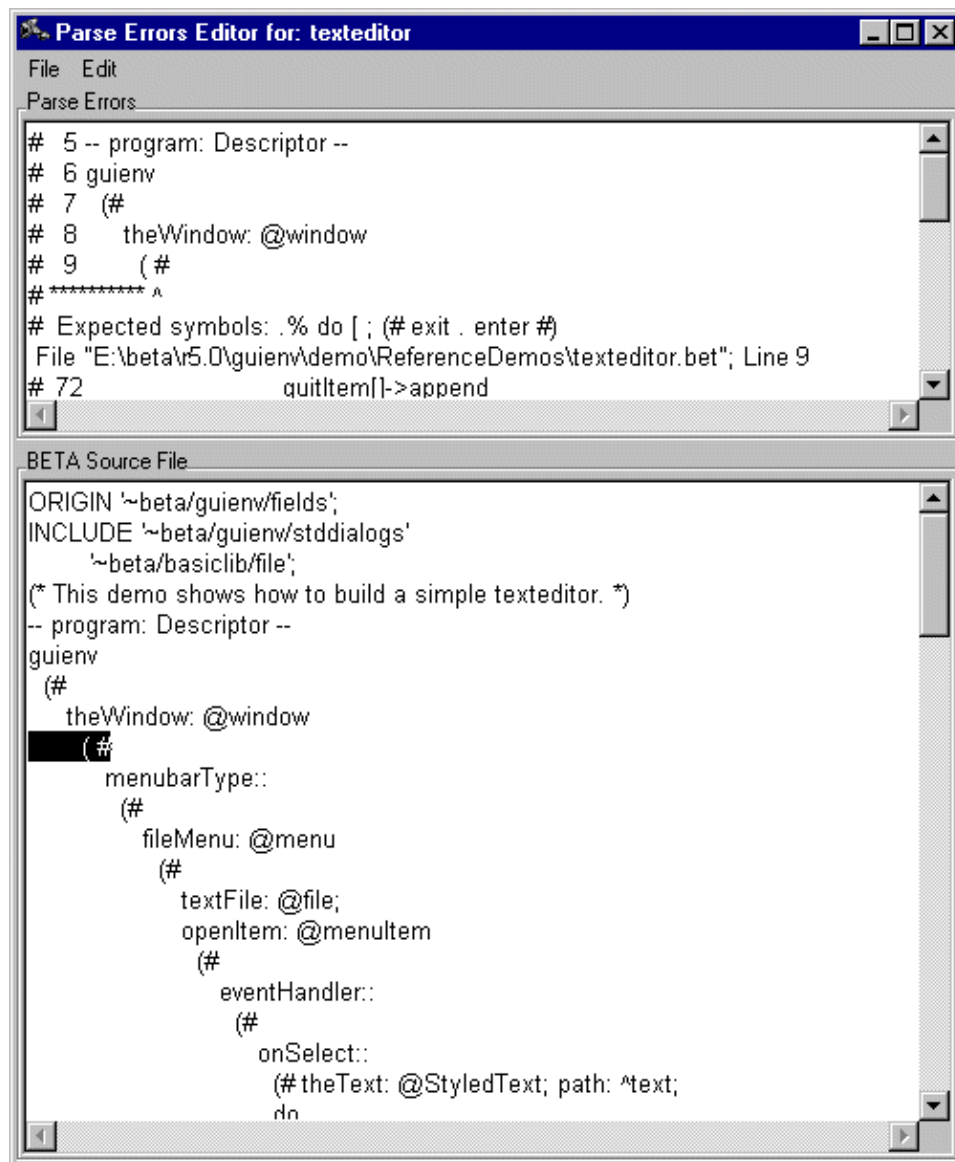 Parse Errors Editor for: texteditor
File Edit
Parse Errors
# 5 -- program: Descriptor --
# 6 guienv
# 7 (#
# 8 theWindow: @window
# 9 ( #
# ********** ^
# Expected symbols: .% do [ ; (# exit . enter #)
File "E:\beta\r5.0\guienv\demo\ReferenceDemos\texteditor.bet"; Line 9
# 72 quitItem[]->append
BETA Source File
ORIGIN '~beta/guienv/fields';
INCLUDE '~beta/guienv/stddialogs'
'~beta/basiclib/file';
(* This demo shows how to build a simple texteditor. *)
-- program: Descriptor --
guienv
(#
theWindow: @window
( #
menubarType::
(#
fileMenu: @menu
(#
textFile: @file;
openItem: @menuItem
(#
eventHandler::
(#
onSelect::
(# theText: @StyledText; path: ^text;
do